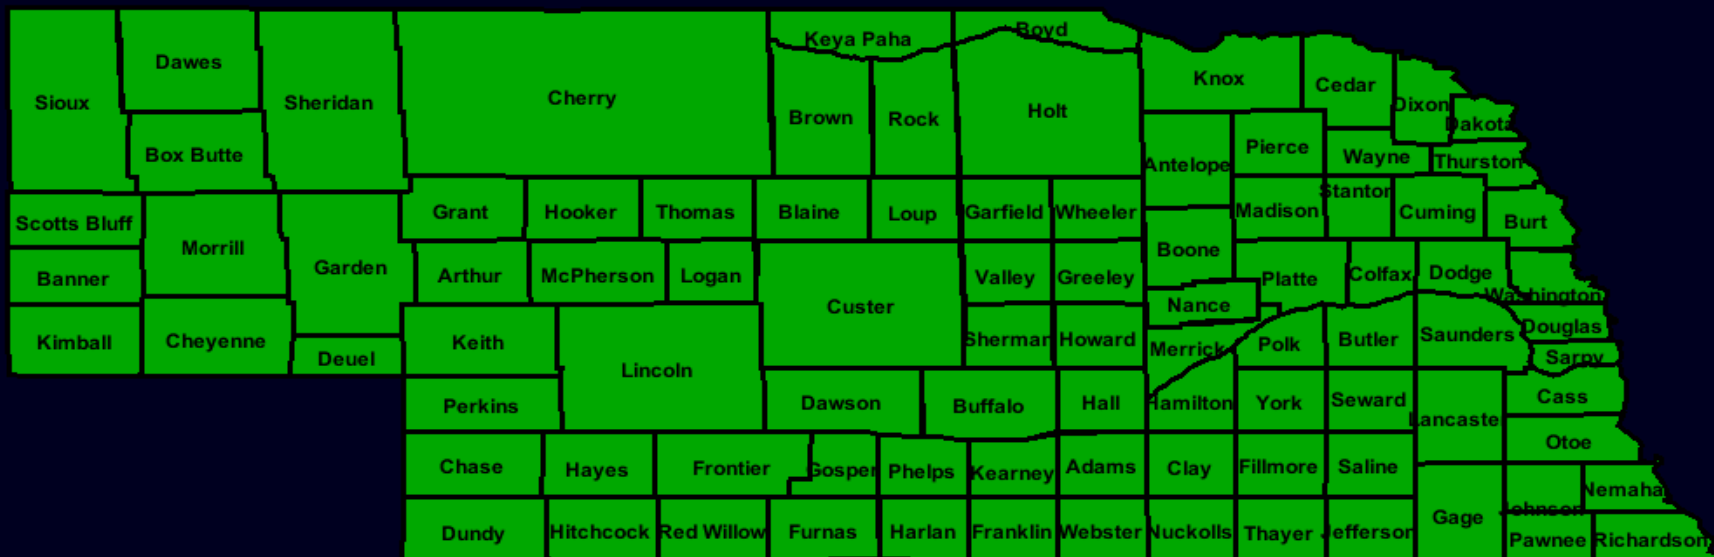 Boyd
Keya Paha
Dawes
Knox
Cedar
Sioux
Sheridan
Cherry
Dixon
Brown
Rock
Holt
Dakota
Box Butte
Antelope
Pierce
Wayne
Thurston
Stanton
Scotts Bluff
Grant
Hooker
Thomas
Blaine
Loup
Garfield
Wheeler
Madison
Cuming
Burt
Morrill
Boone
Garden
Banner
Arthur
McPherson
Logan
Valley
Greeley
Platte
Colfax
Dodge
Washington
Custer
Nance
Kimball
Cheyenne
Deuel
Keith
Sherman
Howard
Merrick
Polk
Butler
Saunders
Douglas
Sarpy
Lincoln
Perkins
Dawson
Buffalo
Hall
Hamilton
York
Seward
Lancaste
Cass
Otoe
Chase
Hayes
Frontier
Gosper
Phelps
Kearney
Adams
Clay
Fillmore
Saline
Nemaha
Johnson
Gage
Dundy
Hitchcock
Red Willow
Furnas
Harlan
Franklin
Webster
Nuckolls
Thayer
Jefferson
Pawnee
Richardson